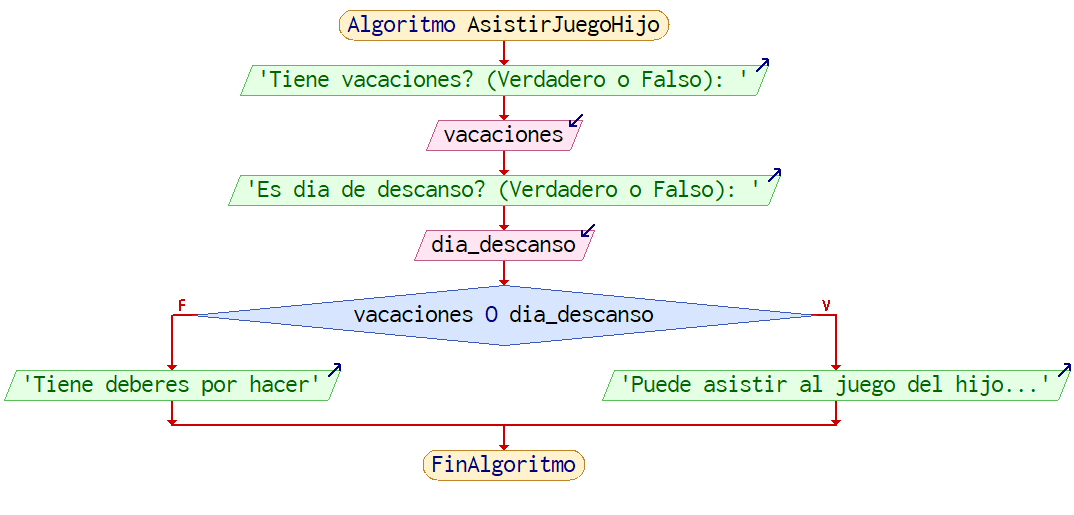 Algoritmo AsistirJuegoHijo
'Tiene vacaciones? (Verdadero o Falso): '
vacaciones
'Es dia de descanso? (Verdadero o Falso): '
dia_descanso
F
V
vacaciones O dia_descanso
'Tiene deberes por hacer'
'Puede asistir al juego del hijo...'
FinAlgoritmo